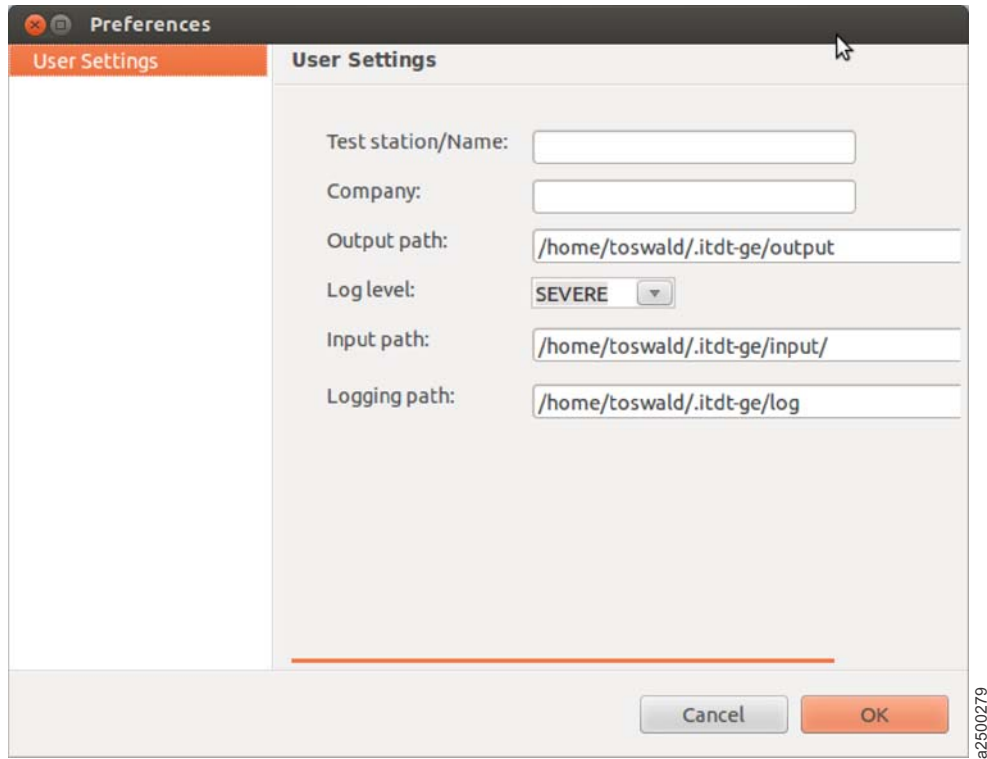 Preferences
User Settings
User Settings
Test station/Name:
Company:
Output path: /home/toswald/.itdt-ge/output
Log level: SEVERE
Input path: /home/toswald/.itdt-ge/input/
Logging path: /home/toswald/.itdt-ge/log
Cancel OK
a2500279